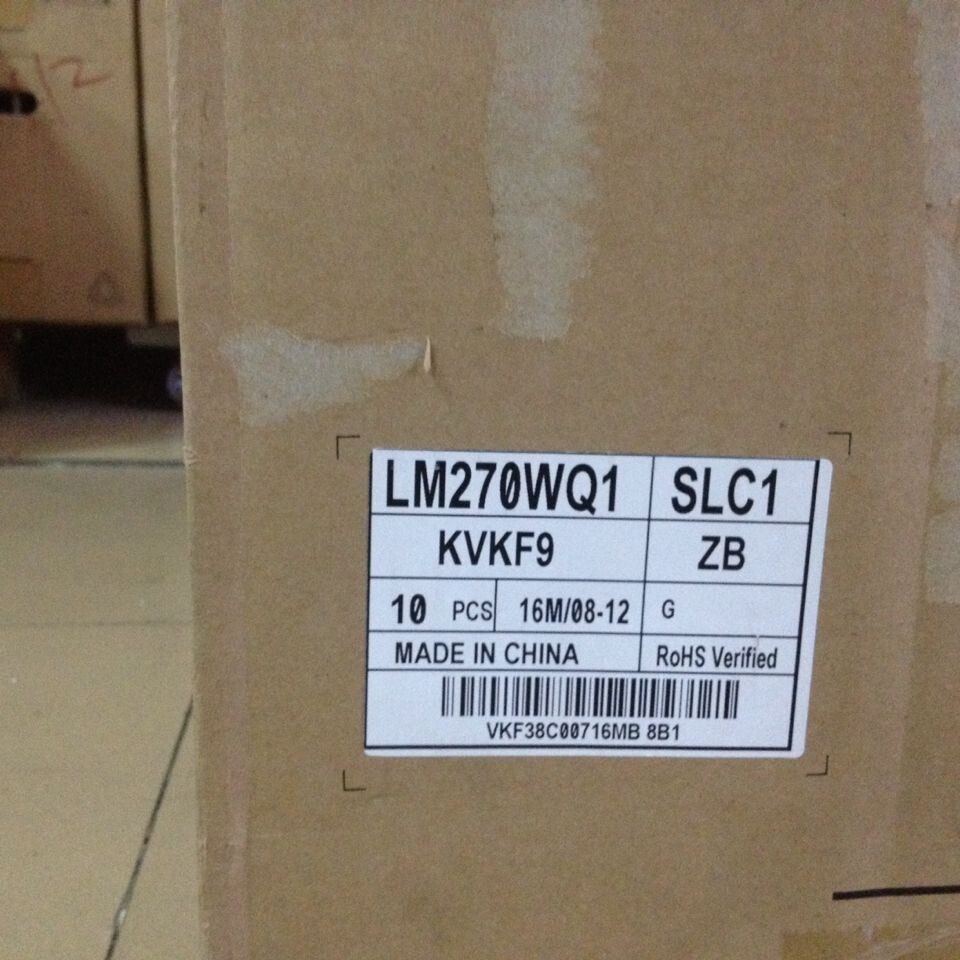 LM270WQ1 SLC1
KVKF9 ZB
10 PCS 16M/08-12 G
MADE IN CHINA RoHS Verified
VKF38C00716MB 8B1